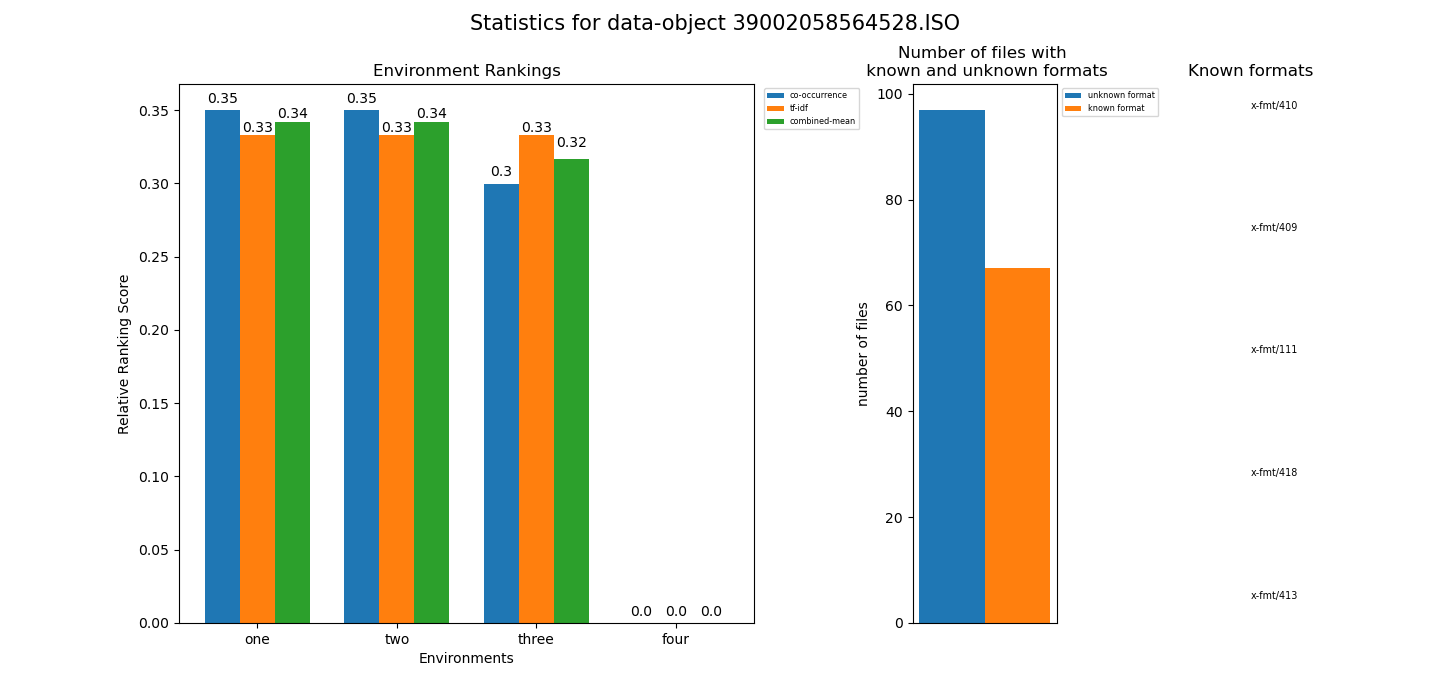 Statistics for data-object 39002058564528.ISO
Environment Rankings
Relative Ranking Score
0.35
0.30
0.25
0.20
0.15
0.10
0.05
0.00
0.35
0.33
0.34
0.35
0.33
0.34
0.3
0.33
0.32
0.0
0.0
0.0
one
two
three
four
Environments
co-occurrence
tf-idf
combined-mean
Number of files with
known and unknown formats
number of files
100
80
60
40
20
0
unknown format
known format
Known formats
x-fmt/410
x-fmt/409
x-fmt/111
x-fmt/418
x-fmt/413